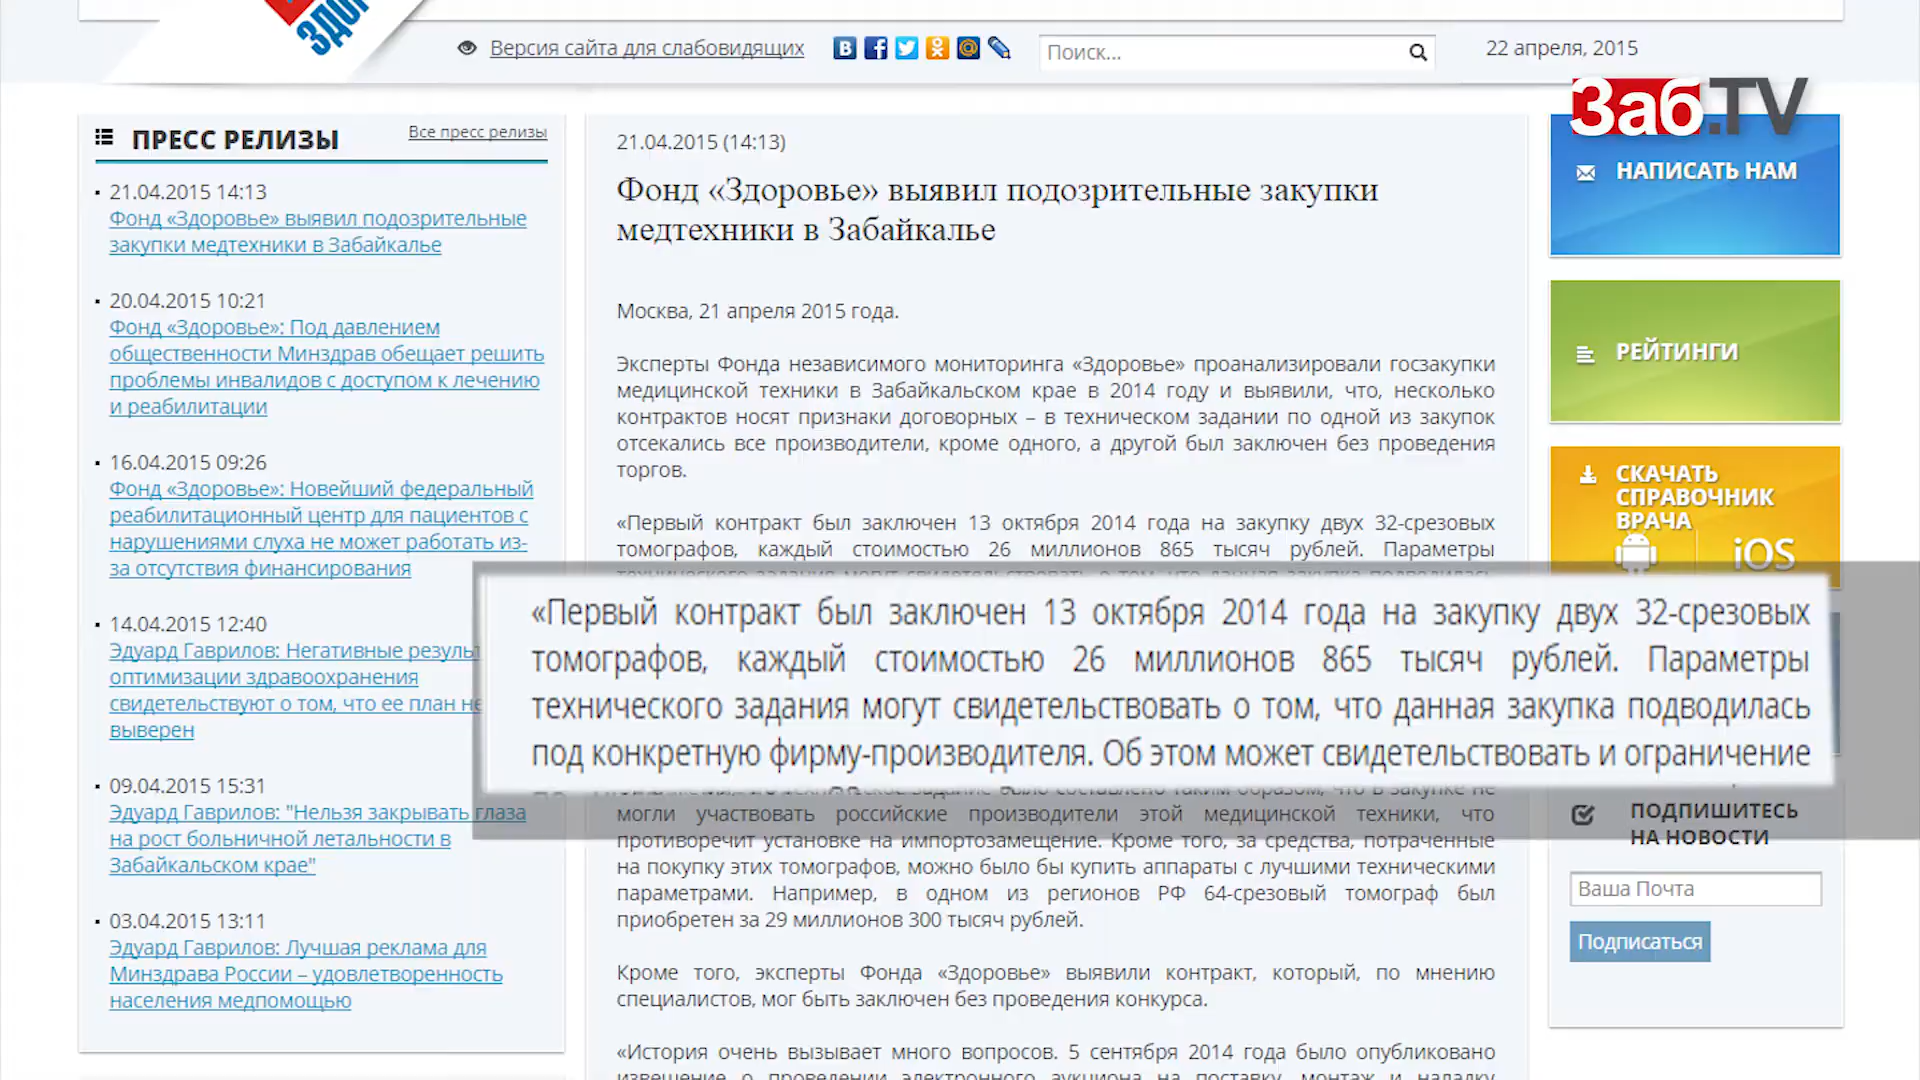 Версия сайта для слабовидящих
Поиск...
22 апреля, 2015
Заб.TV
ПРЕСС РЕЛИЗЫ
Все пресс релизы
21.04.2015 14:13
Фонд «Здоровье» выявил подозрительные
закупки медтехники в Забайкалье
20.04.2015 10:21
Фонд «Здоровье»: Под давлением
общественности Минздрав обещает решить
проблемы инвалидов с доступом к лечению
и реабилитации
16.04.2015 09:26
Фонд «Здоровье»: Новейший федеральный
реабилитационный центр для пациентов с
нарушениями слуха не может работать из-
за отсутствия финансирования
14.04.2015 12:40
Эдуард Гаврилов: Негативные
оптимизации здравоохранения
свидетельствуют о том, что ее план не
выверен
09.04.2015 15:31
Эдуард Гаврилов: "Нельзя закрывать глаза
на рост больничной летальности в
Забайкальском крае"
03.04.2015 13:11
Эдуард Гаврилов: Лучшая реклама для
Минздрава России – удовлетворенность
населения медпомощью
21.04.2015 (14:13)
Фонд «Здоровье» выявил подозрительные закупки
медтехники в Забайкалье
Москва, 21 апреля 2015 года.
Эксперты Фонда независимого мониторинга «Здоровье» проанализировали госзакупки
медицинской техники в Забайкальском крае в 2014 году и выявили, что, несколько
контрактов носят признаки договорных – в техническом задании по одной из закупок
отсекались все производители, кроме одного, а другой был заключен без проведения
торгов.
«Первый контракт был заключен 13 октября 2014 года на закупку двух 32-срезовых
томографов, каждый стоимостью 26 миллионов 865 тысяч рублей. Параметры
«Первый контракт был заключен 13 октября 2014 года на закупку двух 32-срезовых
томографов, каждый стоимостью 26 миллионов 865 тысяч рублей. Параметры
технического задания могут свидетельствовать о том, что данная закупка подводилась
под конкретную фирму-производителя. Об этом может свидетельствовать и ограничение
могли участвовать российские производители этой медицинской техники, что
противоречит установке на импортозамещение. Кроме того, за средства, потраченные
на покупку этих томографов, можно было бы купить аппараты с лучшими техническими
параметрами. Например, в одном из регионов РФ 64-срезовый томограф был
приобретен за 29 миллионов 300 тысяч рублей.
Кроме того, эксперты Фонда «Здоровье» выявили контракт, который, по мнению
специалистов, мог быть заключен без проведения конкурса.
«История очень вызывает много вопросов. 5 сентября 2014 года было опубликовано
извещение о проведении электронного аукциона на поставку, монтаж и наладку
НАПИСАТЬ НАМ
РЕЙТИНГИ
СКАЧАТЬ
СПРАВОЧНИК
ВРАЧА
iOS
ПОДПИШИТЕСЬ
НА НОВОСТИ
Ваша Почта
Подписаться